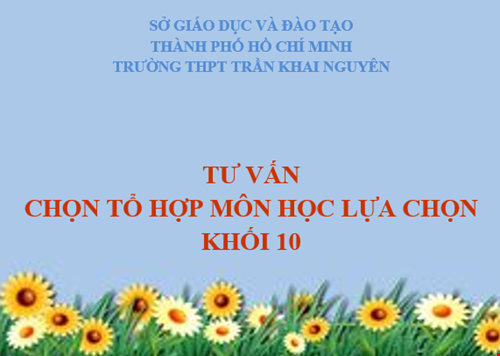 SỞ GIÁO DỤC VÀ ĐÀO TẠO
THÀNH PHỐ HỒ CHÍ MINH
TRƯỜNG THPT TRẦN KHAI NGUYÊN
TƯ VẤN
CHỌN TỔ HỢP MÔN HỌC LỰA CHỌN
KHỐI 10